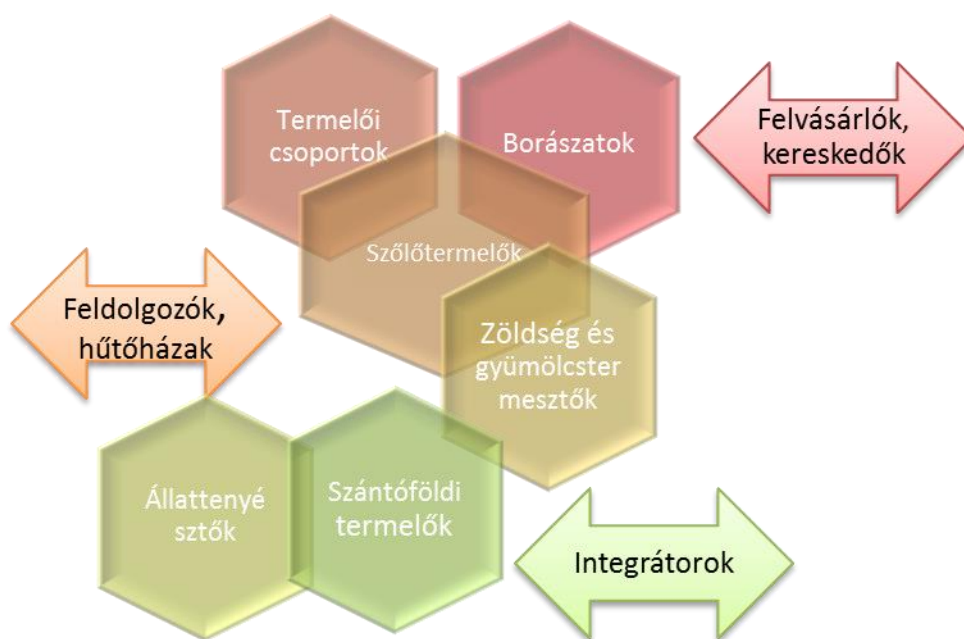 Termelői
csoportok
Borászatok
Felvásárlók,
kereskedők
Szőlőtermelők
Feldolgozók,
hűtőházak
Zöldség és
gyümölcster
mesztők
Állattenyé
sztők
Szántóföldi
termelők
Integrátorok